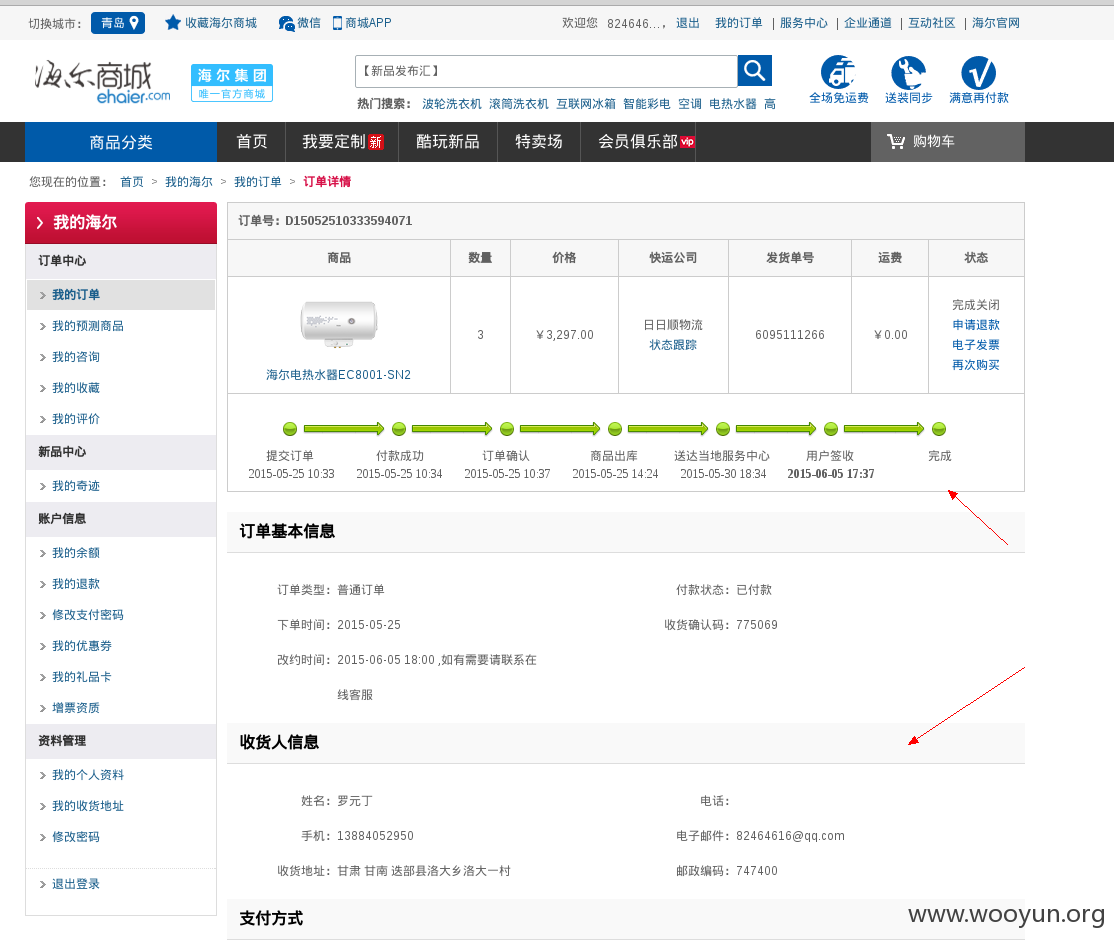 切换城市： 青岛 收藏海尔商城 微信 商城APP 欢迎您 824646...， 退出 我的订单 | 服务中心 | 企业通道 | 互动社区 | 海尔官网
海尔商城 ehaier.com
海尔集团
唯一官方商城
【新品发布汇】
热门搜索： 波轮洗衣机 滚筒洗衣机 互联网冰箱 智能彩电 空调 电热水器 高
全场免运费 送装同步 满意再付款
商品分类 首页 我要定制 新 酷玩新品 特卖场 会员俱乐部 vip 购物车
您现在的位置： 首页 > 我的海尔 > 我的订单 > 订单详情
我的海尔
订单中心
我的订单
我的预测商品
我的咨询
我的收藏
我的评价
新品中心
我的奇迹
账户信息
我的余额
我的退款
修改支付密码
我的优惠券
我的礼品卡
增票资质
资料管理
我的个人资料
我的收货地址
修改密码
退出登录
订单号：D15052510333594071
商品 数量 价格 快运公司 发货单号 运费 状态
海尔电热水器EC8001-SN2
3
￥3,297.00
日日顺物流
状态跟踪
6095111266
￥0.00
完成关闭
申请退款
电子发票
再次购买
提交订单 付款成功 订单确认 商品出库 送达当地服务中心 用户签收 完成
2015-05-25 10:33 2015-05-25 10:34 2015-05-25 10:37 2015-05-25 14:24 2015-05-30 18:34 2015-06-05 17:37
订单基本信息
订单类型： 普通订单 付款状态： 已付款
下单时间： 2015-05-25 收货确认码： 775069
改约时间： 2015-06-05 18:00 ,如有需要请联系在
线客服
收货人信息
姓名： 罗元丁 电话：
手机： 13884052950 电子邮件： 82464616@qq.com
收货地址： 甘肃 甘南 迭部县洛大乡洛大一村 邮政编码： 747400
支付方式
www.wooyun.org